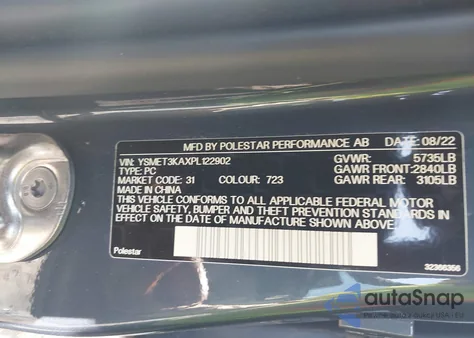 MFD BY POLESTAR PERFORMANCE AB DATE: 08/22
VIN: YSMET3KAXPL122902 GVWR: 5735LB
TYPE: PC GAWR FRONT:2840LB
MARKET CODE: 31 COLOUR: 723 GAWR REAR: 3105LB
MADE IN CHINA
THIS VEHICLE CONFORMS TO ALL APPLICABLE FEDERAL MOTOR
VEHICLE SAFETY, BUMPER AND THEFT PREVENTION STANDARDS IN
EFFECT ON THE DATE OF MANUFACTURE SHOWN ABOVE.
Polestar 32366356
autoSnap